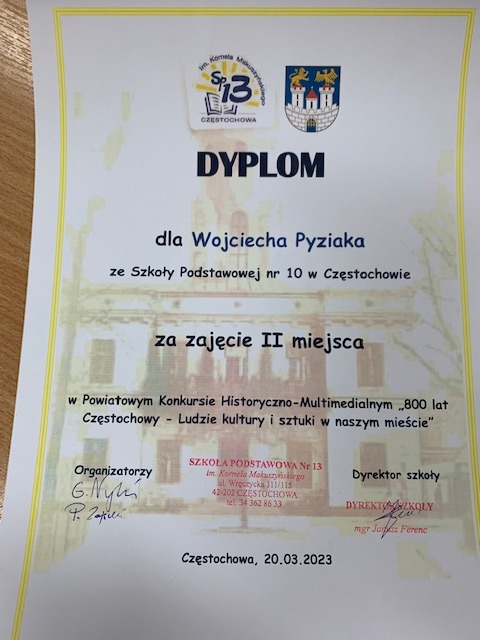 im. Kornela Makuszyńskiego
SP13
CZĘSTOCHOWA
DYPLOM
dla Wojciecha Pyziaka
ze Szkoły Podstawowej nr 10 w Częstochowie
za zajęcie II miejsca
w Powiatowym Konkursie Historyczno-Multimedialnym „800 lat
Częstochowy - Ludzie kultury i sztuki w naszym mieście”
Organizatorzy
SZKOŁA PODSTAWOWA Nr 13
im. Kornela Makuszyńskiego
ul. Wręczycka 111/115
42-202 CZĘSTOCHOWA
tel. 34 362 86 33
Dyrektor szkoły
DYREKTOR SZKOŁY
mgr Janusz Ferenc
Częstochowa, 20.03.2023